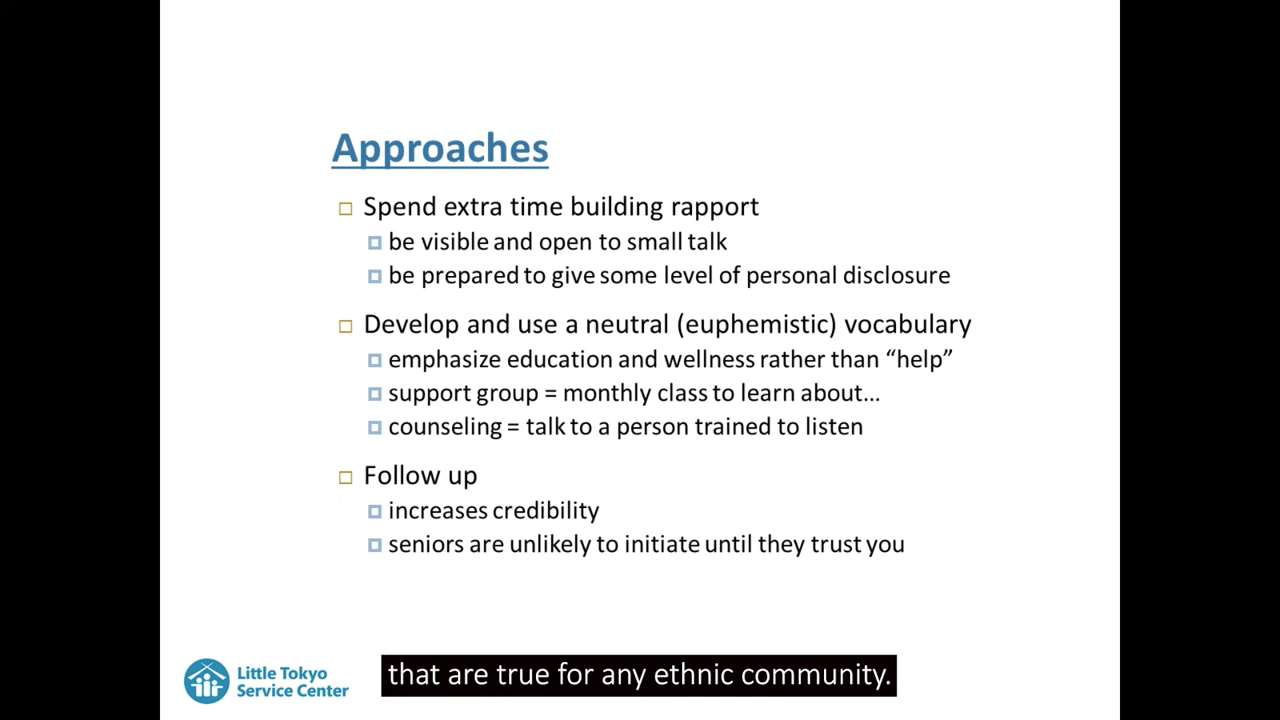 Approaches
Spend extra time building rapport
be visible and open to small talk
be prepared to give some level of personal disclosure
Develop and use a neutral (euphemistic) vocabulary
emphasize education and wellness rather than “help”
support group = monthly class to learn about…
counseling = talk to a person trained to listen
Follow up
increases credibility
seniors are unlikely to initiate until they trust you
Little Tokyo
Service Center
that are true for any ethnic community.